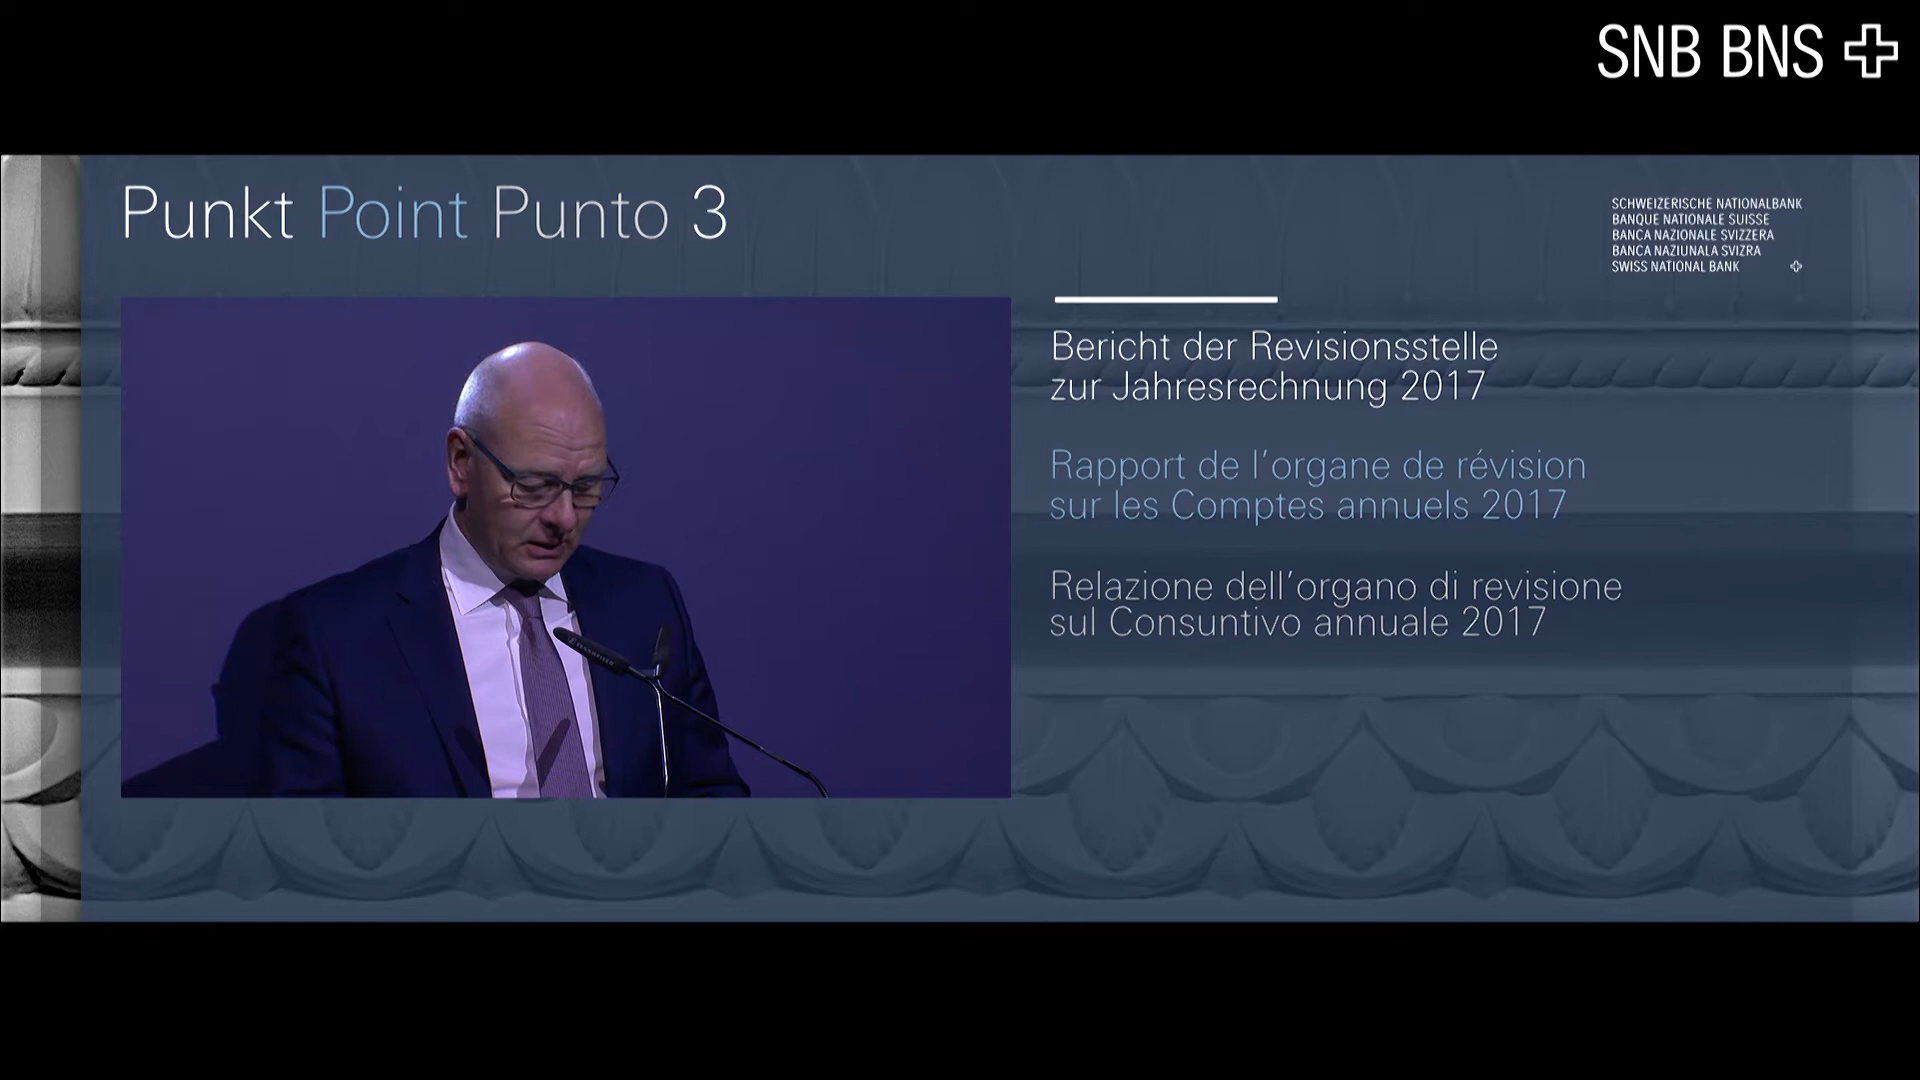 SNB BNS
Punkt Point Punto 3
SCHWEIZERISCHE NATIONALBANK
BANQUE NATIONALE SUISSE
BANCA NAZIONALE SVIZZERA
BANCA NAZIUNALA SVIZRA
SWISS NATIONAL BANK
Bericht der Revisionsstelle
zur Jahresrechnung 2017
Rapport de l’organe de révision
sur les Comptes annuels 2017
Relazione dell’organo di revisione
sul Consuntivo annuale 2017
SENNHEISER